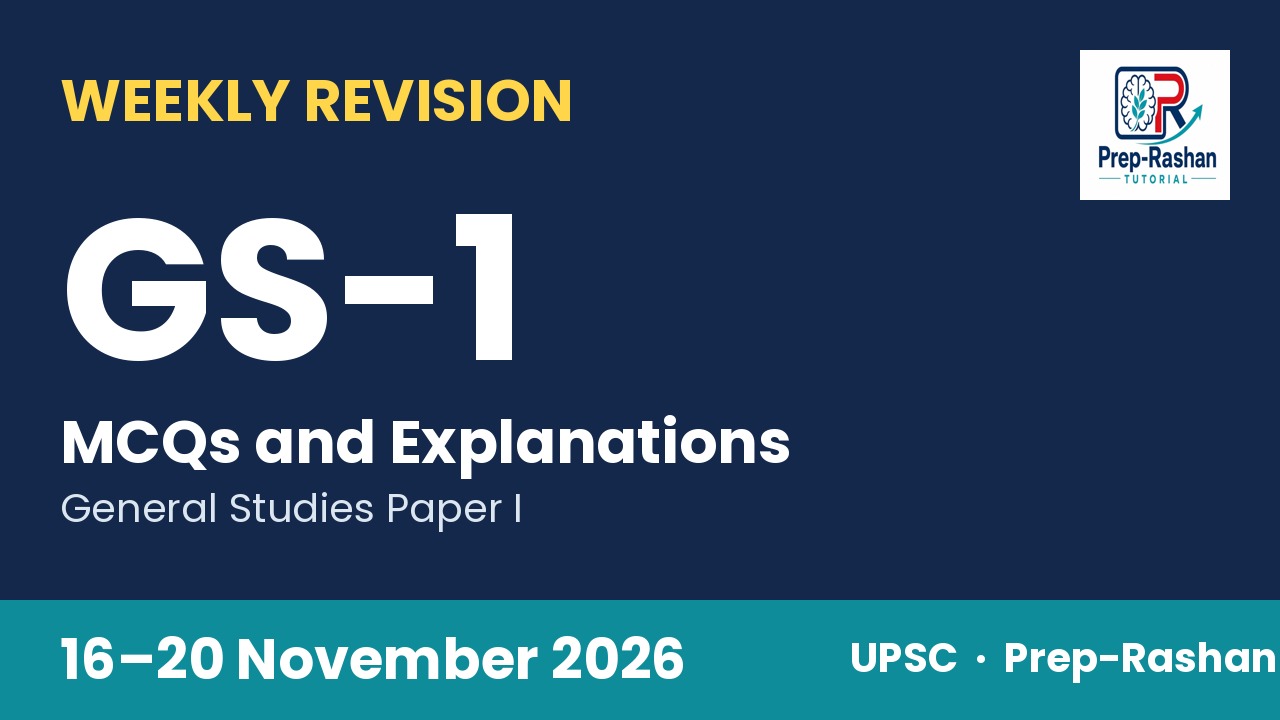 WEEKLY REVISION
Prep-Rashan
TUTORIAL
GS-1
MCQs and Explanations
General Studies Paper I
16–20 November 2026
UPSC · Prep-Rashan